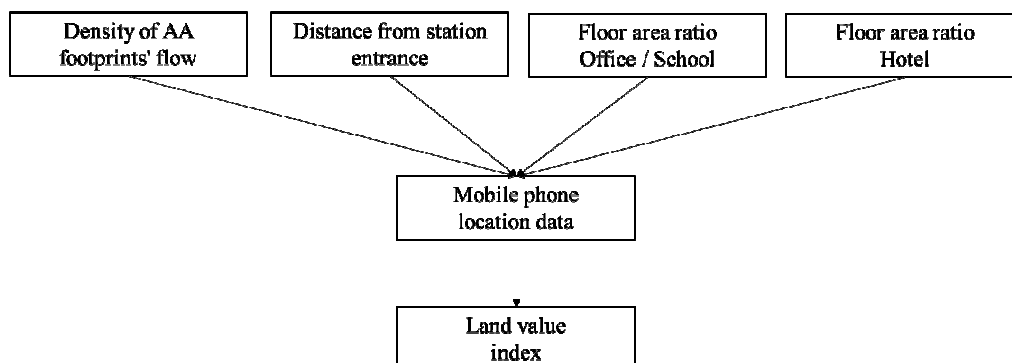 Density of AA
footprints' flow
Distance from station
entrance
Floor area ratio
Office / School
Floor area ratio
Hotel
Mobile phone
location data
Land value
index